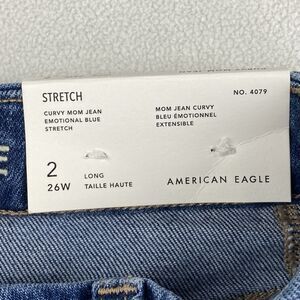 STRETCH
CURVY MOM JEAN
EMOTIONAL BLUE
STRETCH
MOM JEAN CURVY
BLEU ÉMOTIONNEL
EXTENSIBLE
NO. 4079
2
26W
LONG
TAILLE HAUTE
AMERICAN EAGLE